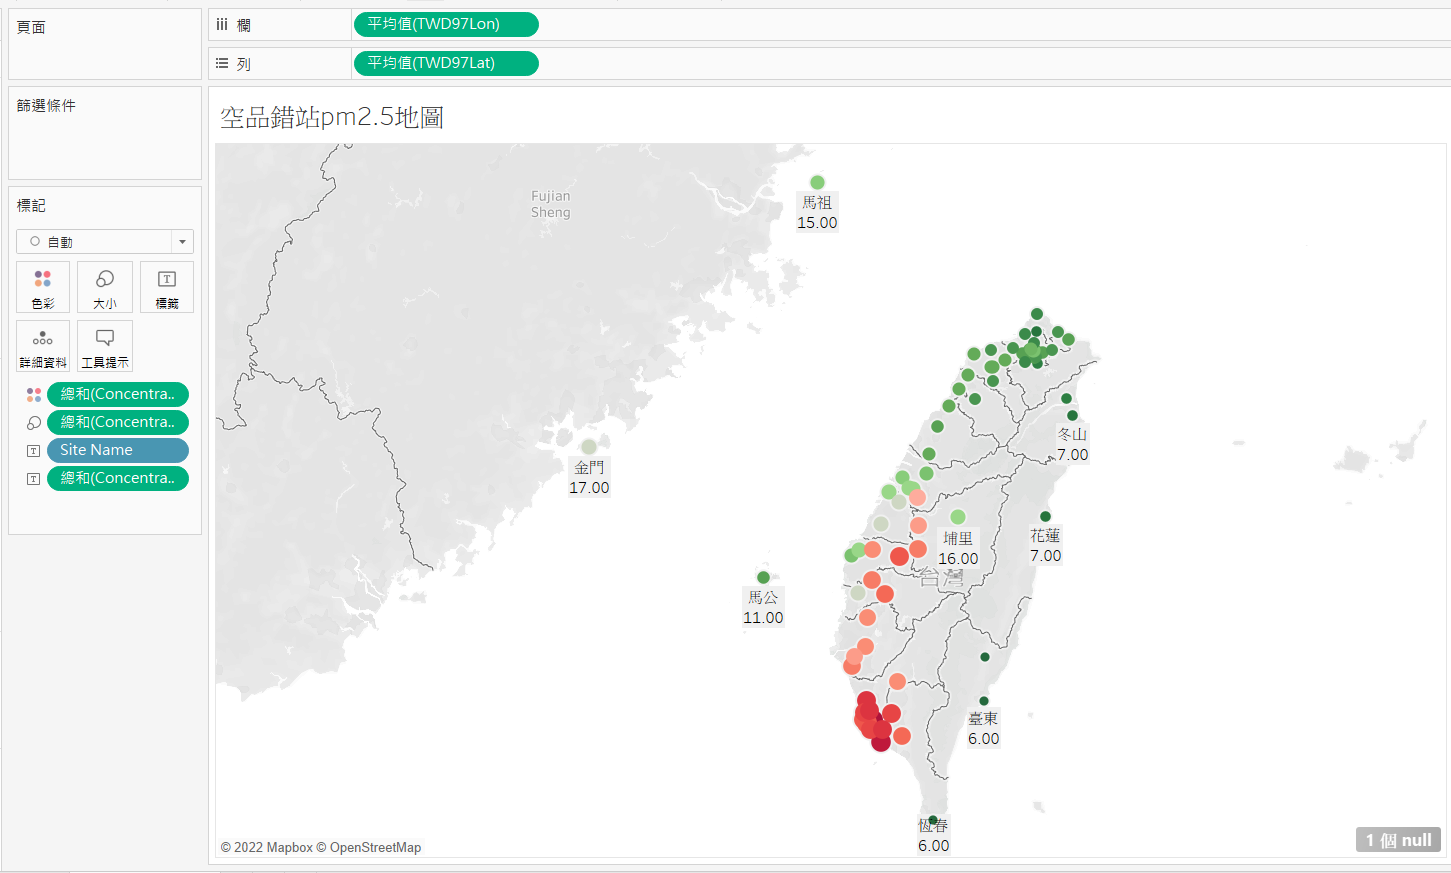 頁面
欄
平均值(TWD97Lon)
列
平均值(TWD97Lat)
篩選條件
標記
自動
色彩
大小
標籤
詳細資料
工具提示
總和(Concentra..
總和(Concentra..
Site Name
總和(Concentra..
空品錯站pm2.5地圖
Fujian
Sheng
馬祖
15.00
金門
17.00
冬山
7.00
埔里
16.00
花蓮
7.00
台灣
馬公
11.00
臺東
6.00
恆春
6.00
© 2022 Mapbox © OpenStreetMap
1 個 null